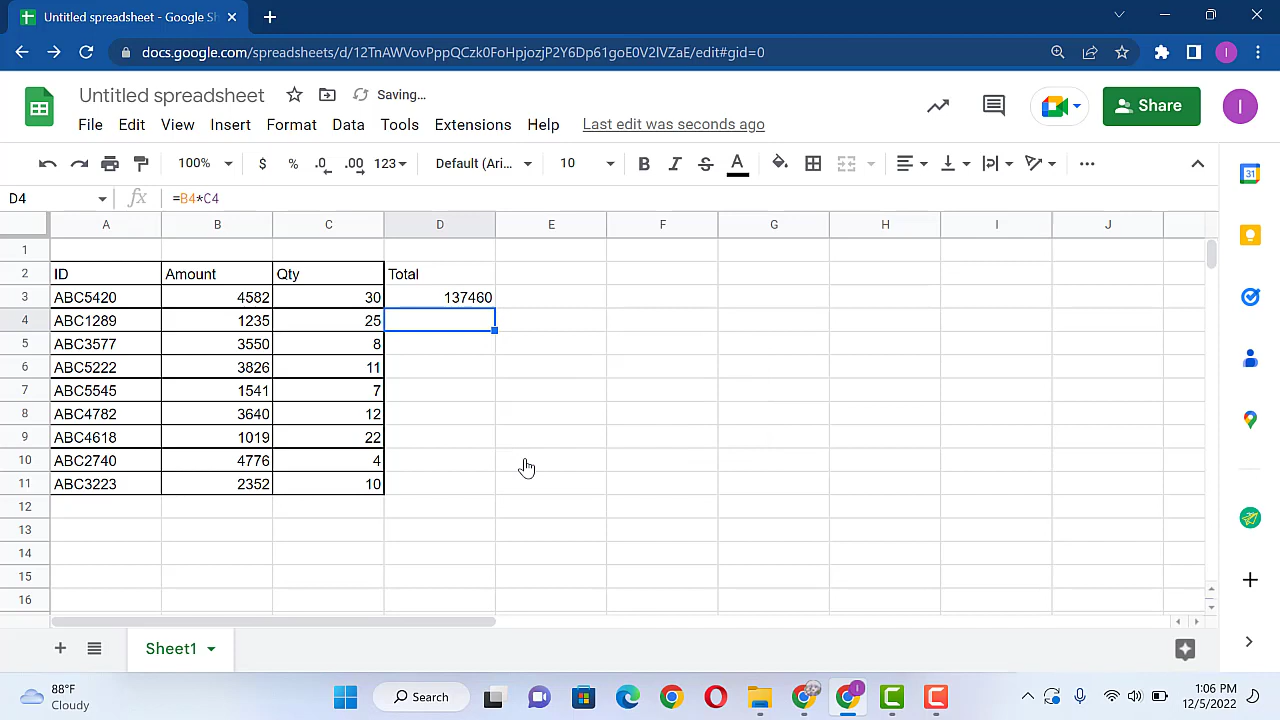 Untitled spreadsheet - Google Sh
docs.google.com/spreadsheets/d/12TnAWVovPppQCzk0FoHpjozjP2Y6Dp61goE0V2lVZaE/edit#gid=0
I
Untitled spreadsheet
Saving…
File Edit View Insert Format Data Tools Extensions Help Last edit was seconds ago
Share
I
100% $ % .0 .00 123 Default (Ari... 10 B I S A
31
D4 fx =B4*C4
A B C D E F G H I J
1
2 ID Amount Qty Total
3 ABC5420 4582 30 137460
4 ABC1289 1235 25
5 ABC3577 3550 8
6 ABC5222 3826 11
7 ABC5545 1541 7
8 ABC4782 3640 12
9 ABC4618 1019 22
10 ABC2740 4776 4
11 ABC3223 2352 10
12
13
14
15
16
Sheet1
88°F
Cloudy
Search
I
1:06 PM
12/5/2022